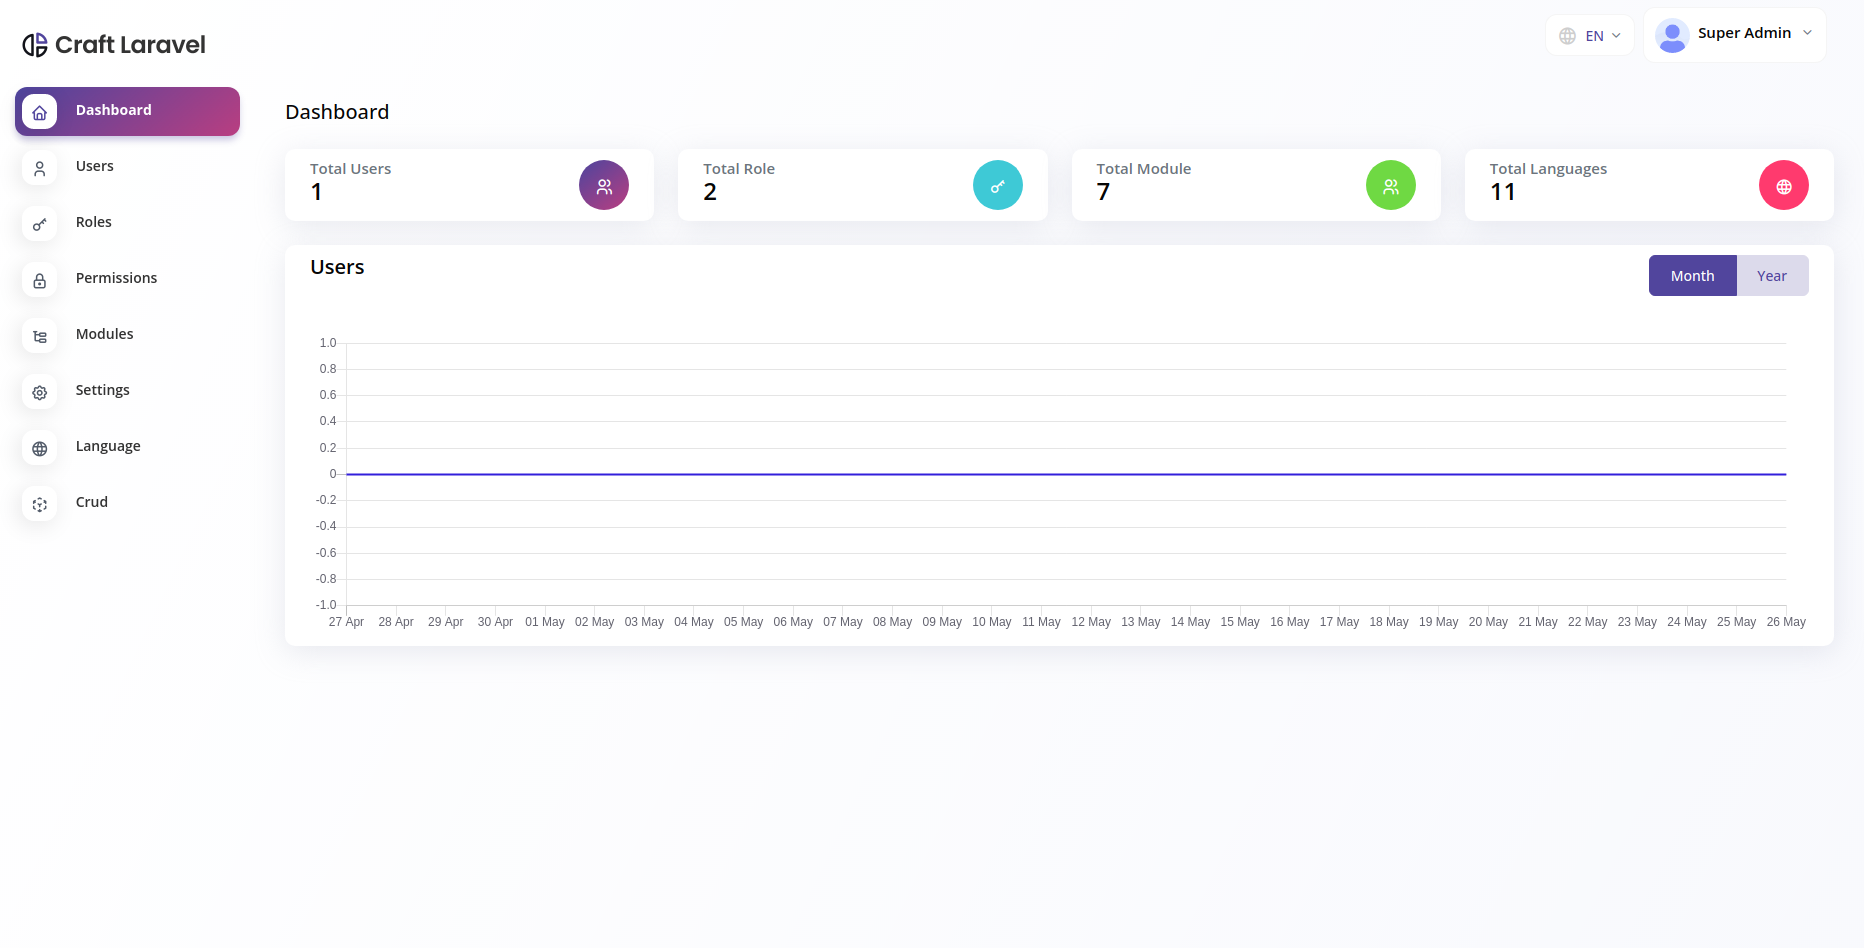 Craft Laravel
EN
Super Admin
Dashboard
Users
Roles
Permissions
Modules
Settings
Language
Crud
Dashboard
Total Users
1
Total Role
2
Total Module
7
Total Languages
11
Users
Month Year
1.0
0.8
0.6
0.4
0.2
0
-0.2
-0.4
-0.6
-0.8
-1.0
27 Apr 28 Apr 29 Apr 30 Apr 01 May 02 May 03 May 04 May 05 May 06 May 07 May 08 May 09 May 10 May 11 May 12 May 13 May 14 May 15 May 16 May 17 May 18 May 19 May 20 May 21 May 22 May 23 May 24 May 25 May 26 May